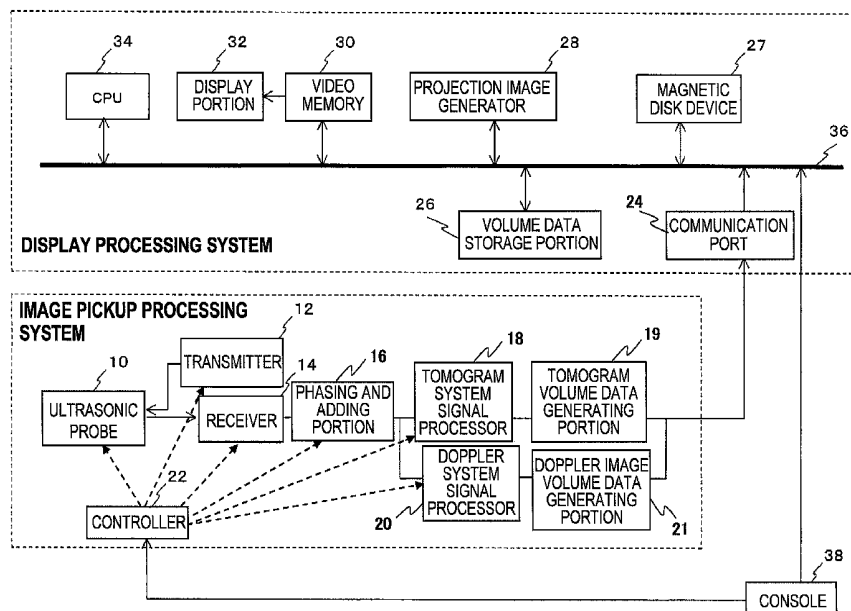 34
CPU
32
DISPLAY
PORTION
30
VIDEO
MEMORY
28
PROJECTION IMAGE
GENERATOR
27
MAGNETIC
DISK DEVICE
36
26
VOLUME DATA
STORAGE PORTION
24
COMMUNICATION
PORT
DISPLAY PROCESSING SYSTEM
IMAGE PICKUP PROCESSING
SYSTEM
12
TRANSMITTER
10
ULTRASONIC
PROBE
14
RECEIVER
16
PHASING AND
ADDING
PORTION
18
TOMOGRAM
SYSTEM
SIGNAL
PROCESSOR
19
TOMOGRAM
VOLUME DATA
GENERATING
PORTION
DOPPLER
SYSTEM
SIGNAL
PROCESSOR
20
DOPPLER IMAGE
VOLUME DATA
GENERATING
PORTION
21
22
CONTROLLER
38
CONSOLE